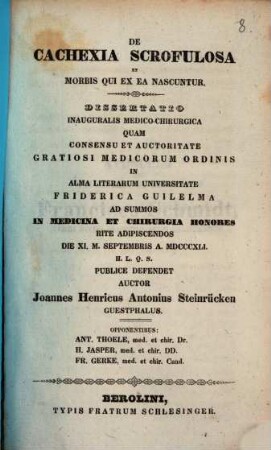 8.
DE
CACHEXIA SCROFULOSA
ET
MORBIS QUI EX EA NASCUNTUR.
DISSERTATIO
INAUGURALIS MEDICO-CHIRURGICA
QUAM
CONSENSU ET AUCTORITATE
GRATIOSI MEDICORUM ORDINIS
IN
ALMA LITERARUM UNIVERSITATE
FRIDERICA GUILELMA
AD SUMMOS
IN MEDICINA ET CHIRURGIA HONORES
RITE ADIPISCENDOS
DIE XI. M. SEPTEMBRIS A. MDCCCXLI.
H. L. Q. S.
PUBLICE DEFENDET
AUCTOR
Joannes Henricus Antonius Steinrücken
GUESTPHALUS.
OPPONENTIBUS:
ANT. THOELE, med. et chir. Dr.
H. JASPER, med. et chir. DD.
FR. GERKE, med. et chir. Cand.
BEROLINI,
TYPIS FRATRUM SCHLESINGER.